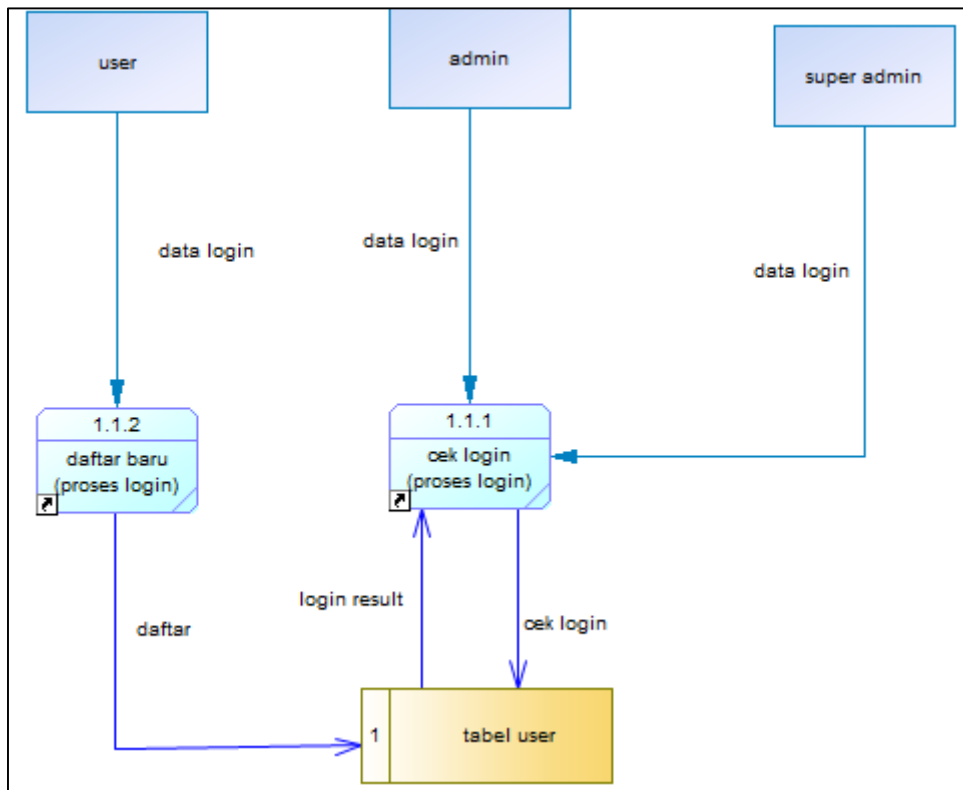 user
admin
super admin
data login
data login
data login
1.1.2
daftar baru
(proses login)
1.1.1
cek login
(proses login)
login result
cek login
daftar
1
tabel user